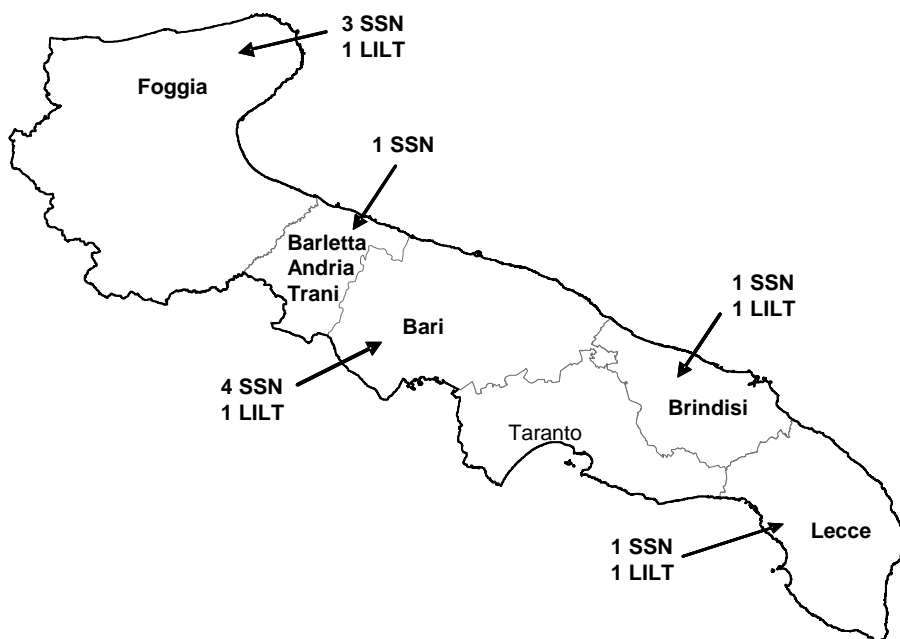 3 SSN
1 LILT
Foggia
1 SSN
Barletta
Andria
Trani
1 SSN
1 LILT
Bari
4 SSN
1 LILT
Brindisi
Taranto
Lecce
1 SSN
1 LILT